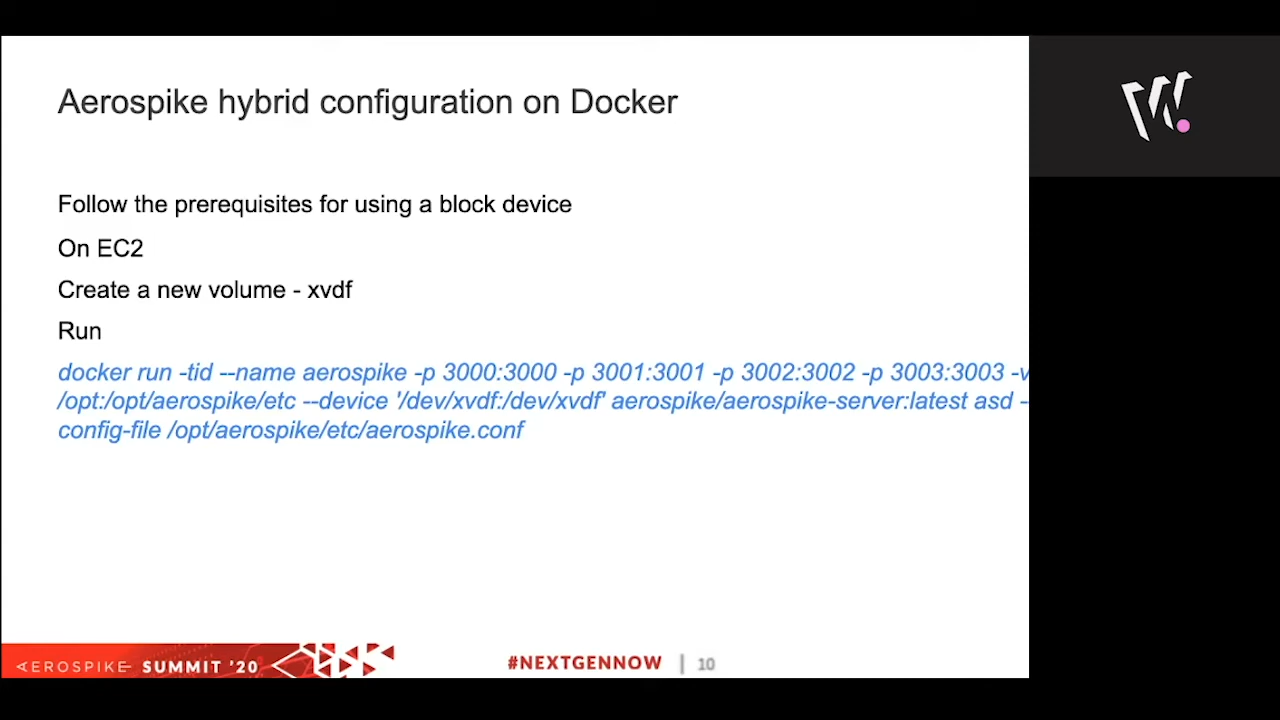 Aerospike hybrid configuration on Docker
Follow the prerequisites for using a block device
On EC2
Create a new volume - xvdf
Run
docker run -tid --name aerospike -p 3000:3000 -p 3001:3001 -p 3002:3002 -p 3003:3003 -v
/opt:/opt/aerospike/etc --device '/dev/xvdf:/dev/xvdf' aerospike/aerospike-server:latest asd --
config-file /opt/aerospike/etc/aerospike.conf
AEROSPIKE SUMMIT '20
#NEXTGENNOW | 10
W.